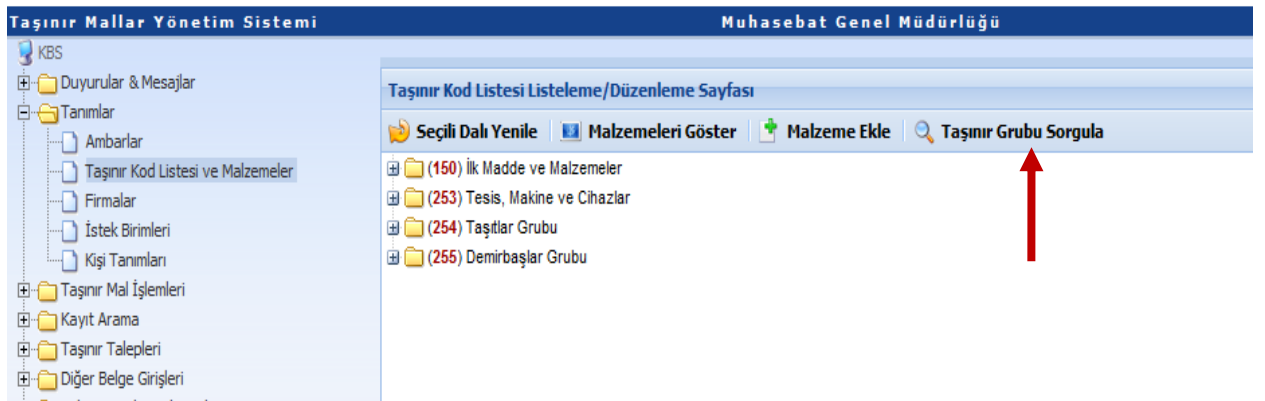 Taşınır Mallar Yönetim Sistemi
Muhasebat Genel Müdürlüğü
KBS
Duyurular & Mesajlar
Tanımlar
Ambarlar
Taşınır Kod Listesi ve Malzemeler
Firmalar
İstek Birimleri
Kişi Tanımları
Taşınır Mal İşlemleri
Kayıt Arama
Taşınır Talepleri
Diğer Belge Girişleri
Taşınır Kod Listesi Listeleme/Düzenleme Sayfası
Seçili Dalı Yenile Malzemeleri Göster Malzeme Ekle Taşınır Grubu Sorgula
(150) İlk Madde ve Malzemeler
(253) Tesis, Makine ve Cihazlar
(254) Taşıtlar Grubu
(255) Demirbaşlar Grubu